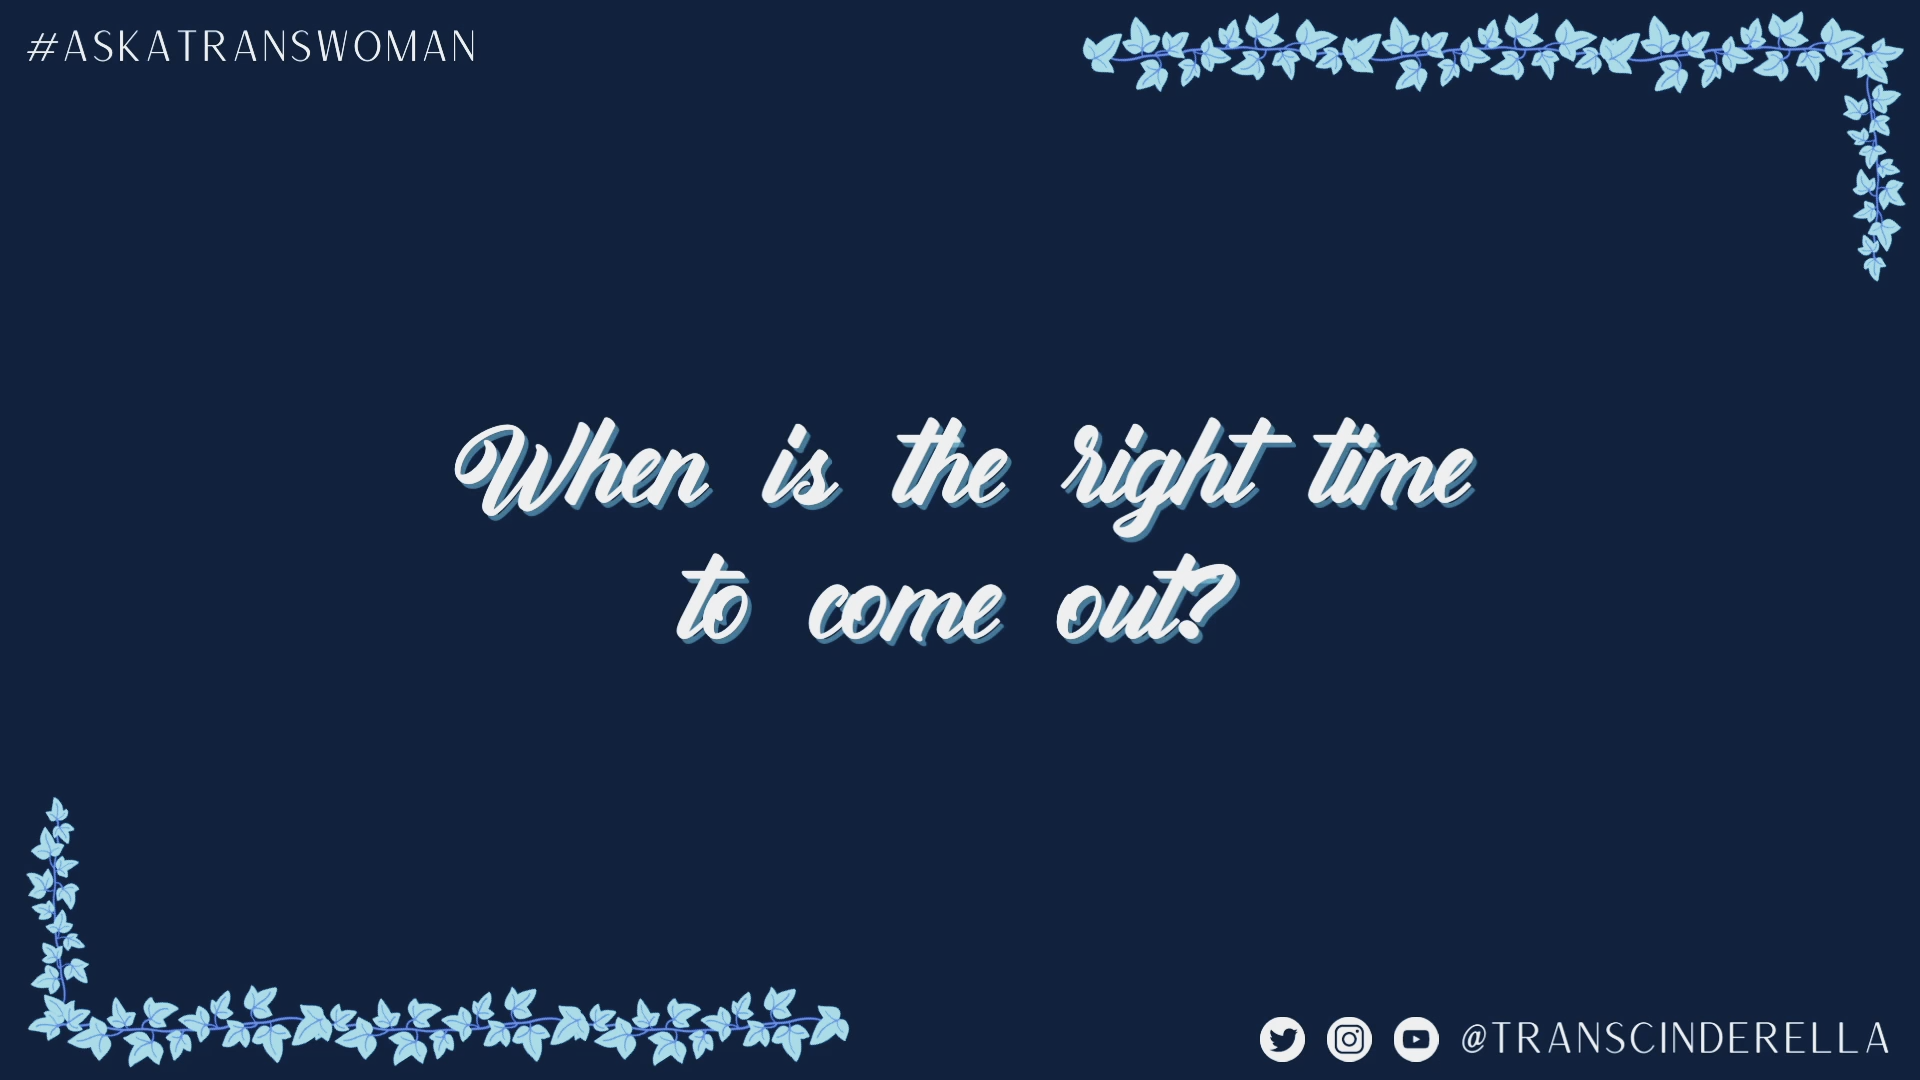 #ASKATRANSWOMAN
When is the right time
to come out?
@TRANSCINDERELLA